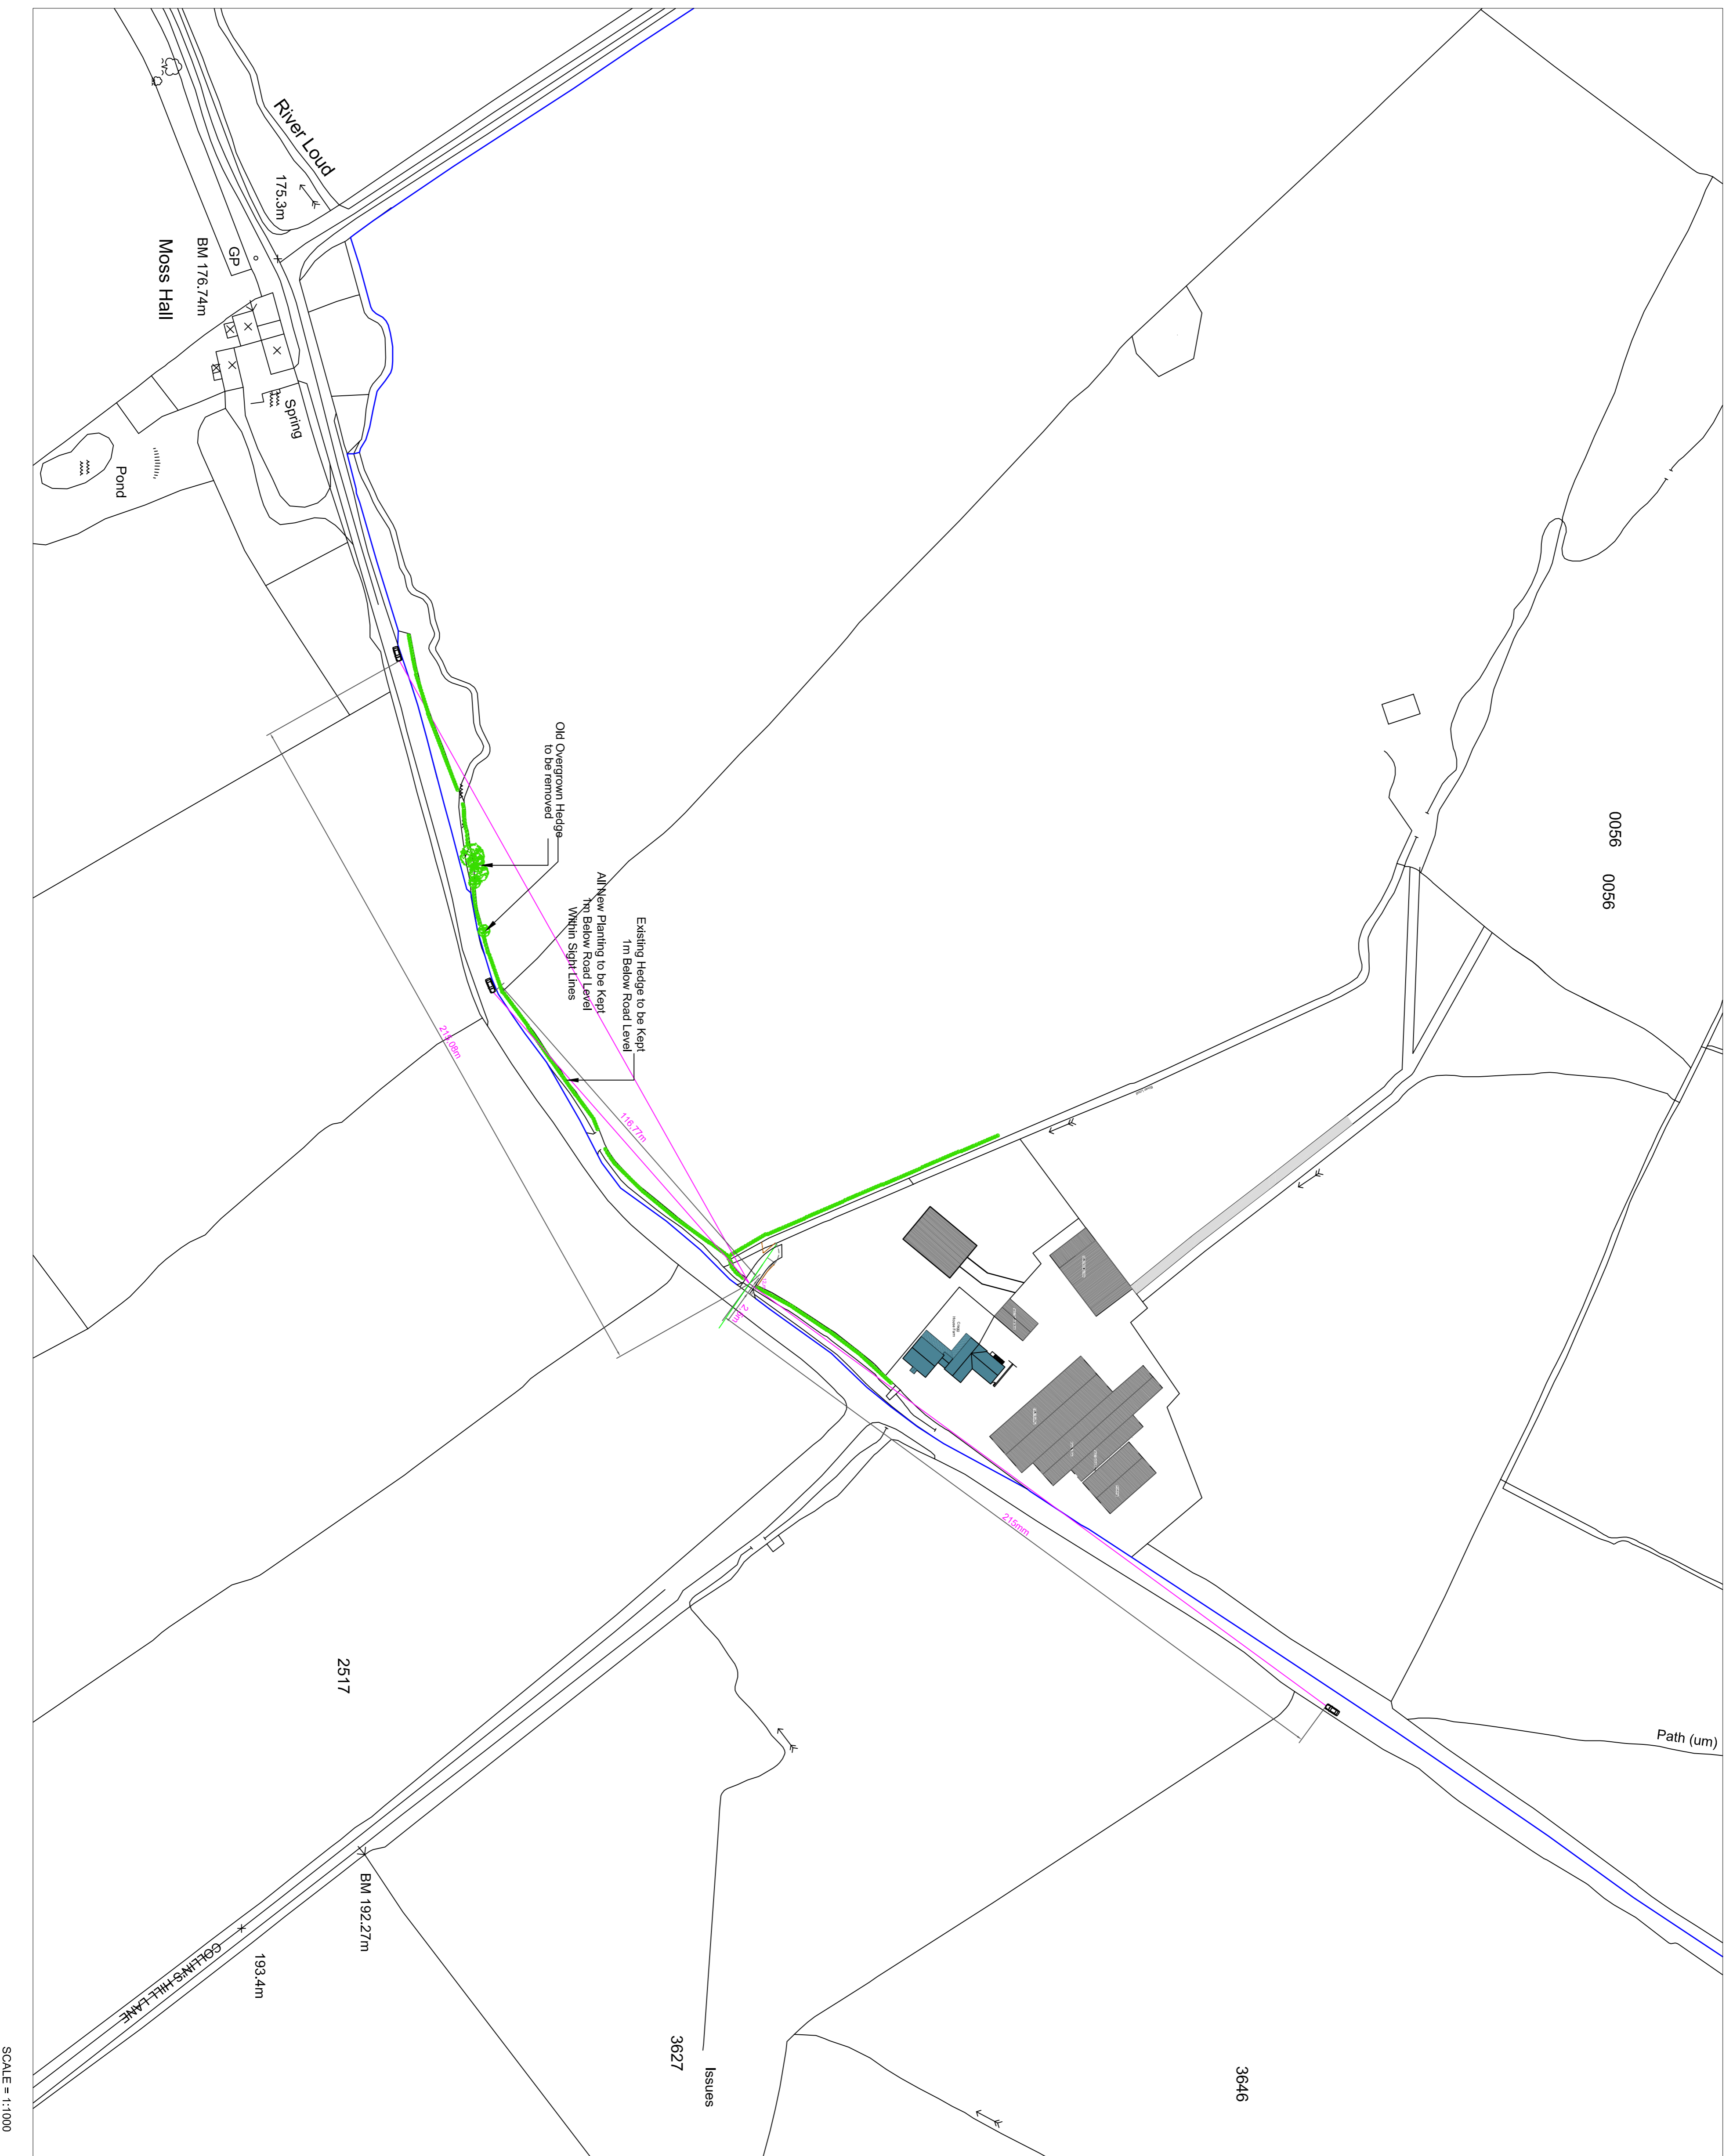 River Loud
175.3m
BM 176.74m
GP
Moss Hall
Spring
Pond
Old Overgrown Hedge
to be removed
All New Planting to be Kept
1m Below Road Level
Within Sight Lines
Existing Hedge to be Kept
1m Below Road Level
116.77m
215mm
0056
0056
Path (um)
2517
BM 192.27m
193.4m
COLLIN'S HILL LANE
3627
Issues
3646
SCALE = 1:1000